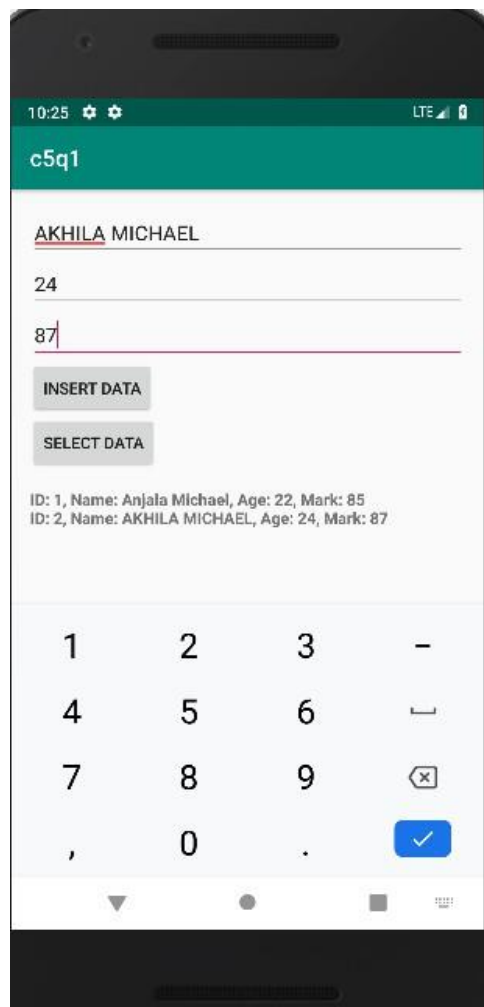 10:25 LTE
c5q1
AKHILA MICHAEL
24
87
INSERT DATA
SELECT DATA
ID: 1, Name: Anjala Michael, Age: 22, Mark: 85
ID: 2, Name: AKHILA MICHAEL, Age: 24, Mark: 87
1 2 3 -
4 5 6
7 8 9
, 0 .